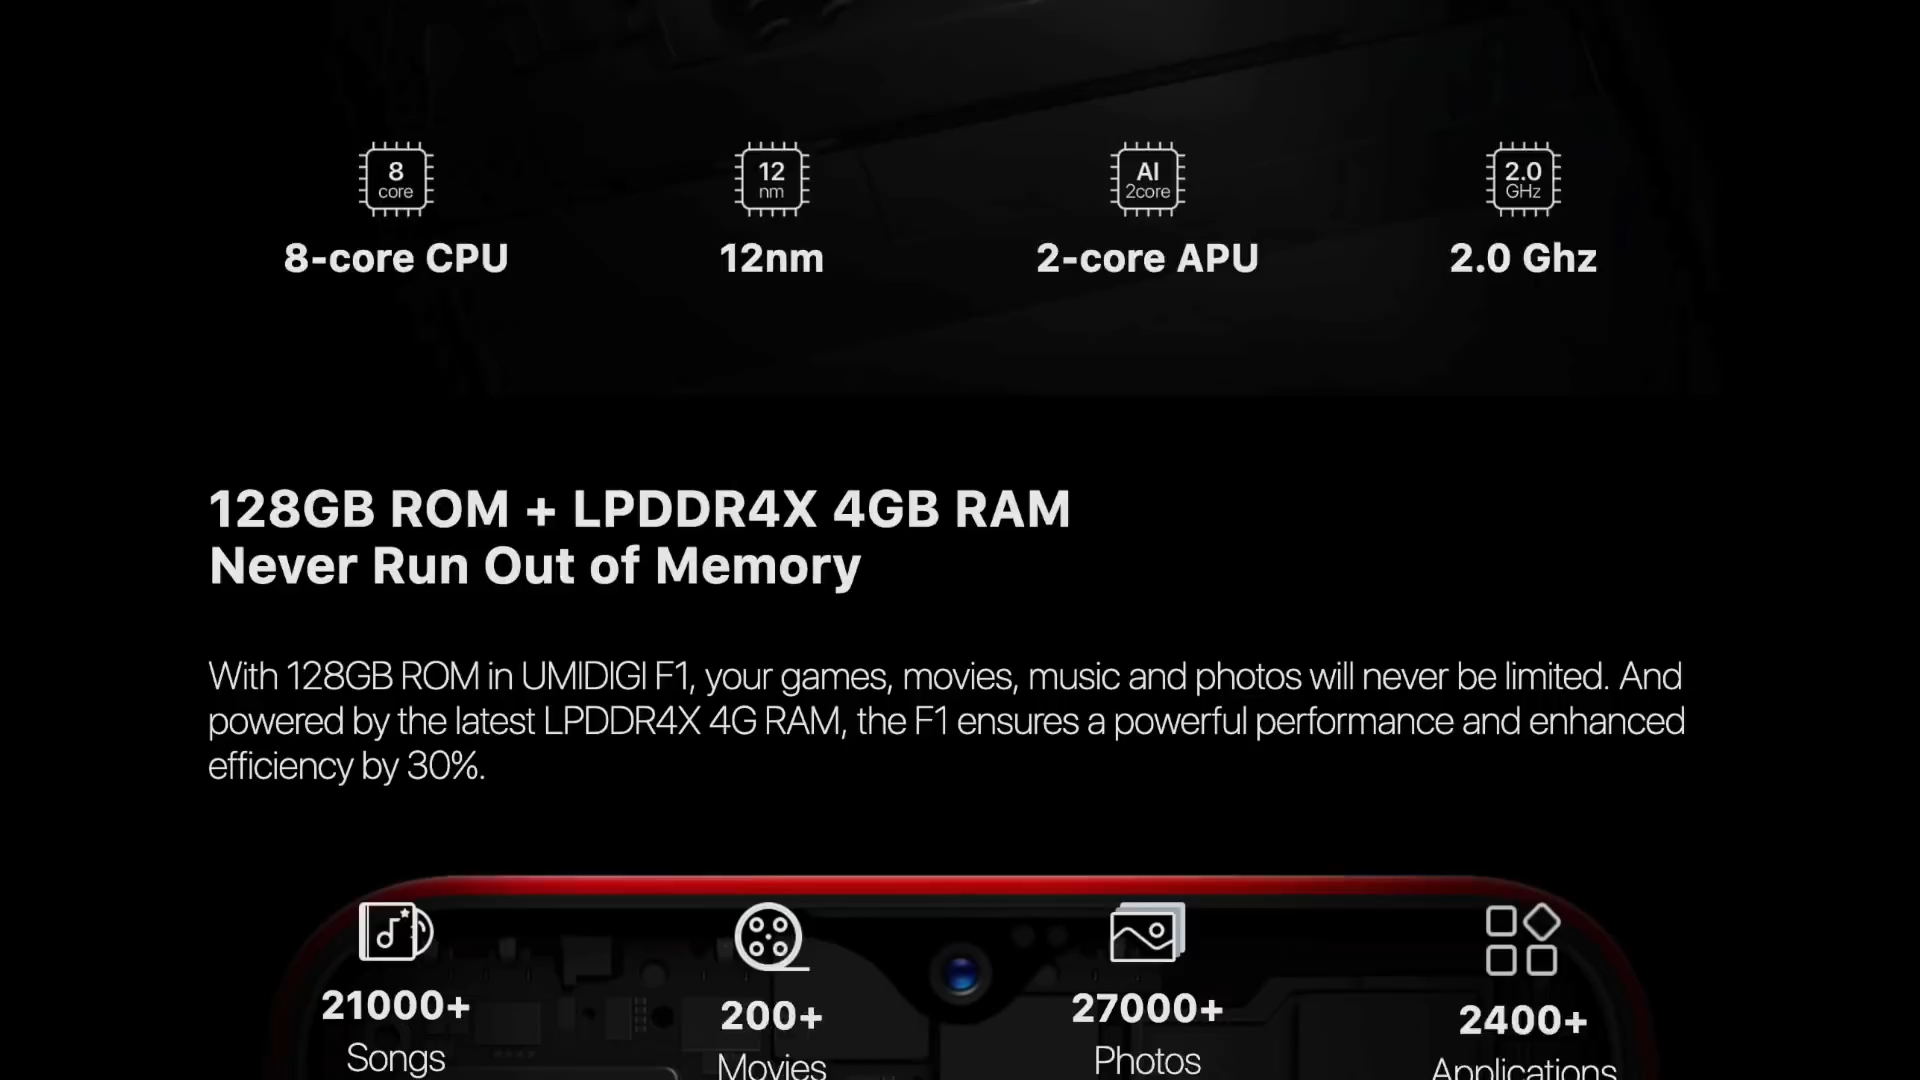 8
core
12
nm
AI
2core
2.0
GHz
8-core CPU
12nm
2-core APU
2.0 Ghz
128GB ROM + LPDDR4X 4GB RAM
Never Run Out of Memory
With 128GB ROM in UMIDIGI F1, your games, movies, music and photos will never be limited. And
powered by the latest LPDDR4X 4G RAM, the F1 ensures a powerful performance and enhanced
efficiency by 30%.
21000+
Songs
200+
Movies
27000+
Photos
2400+
Applications